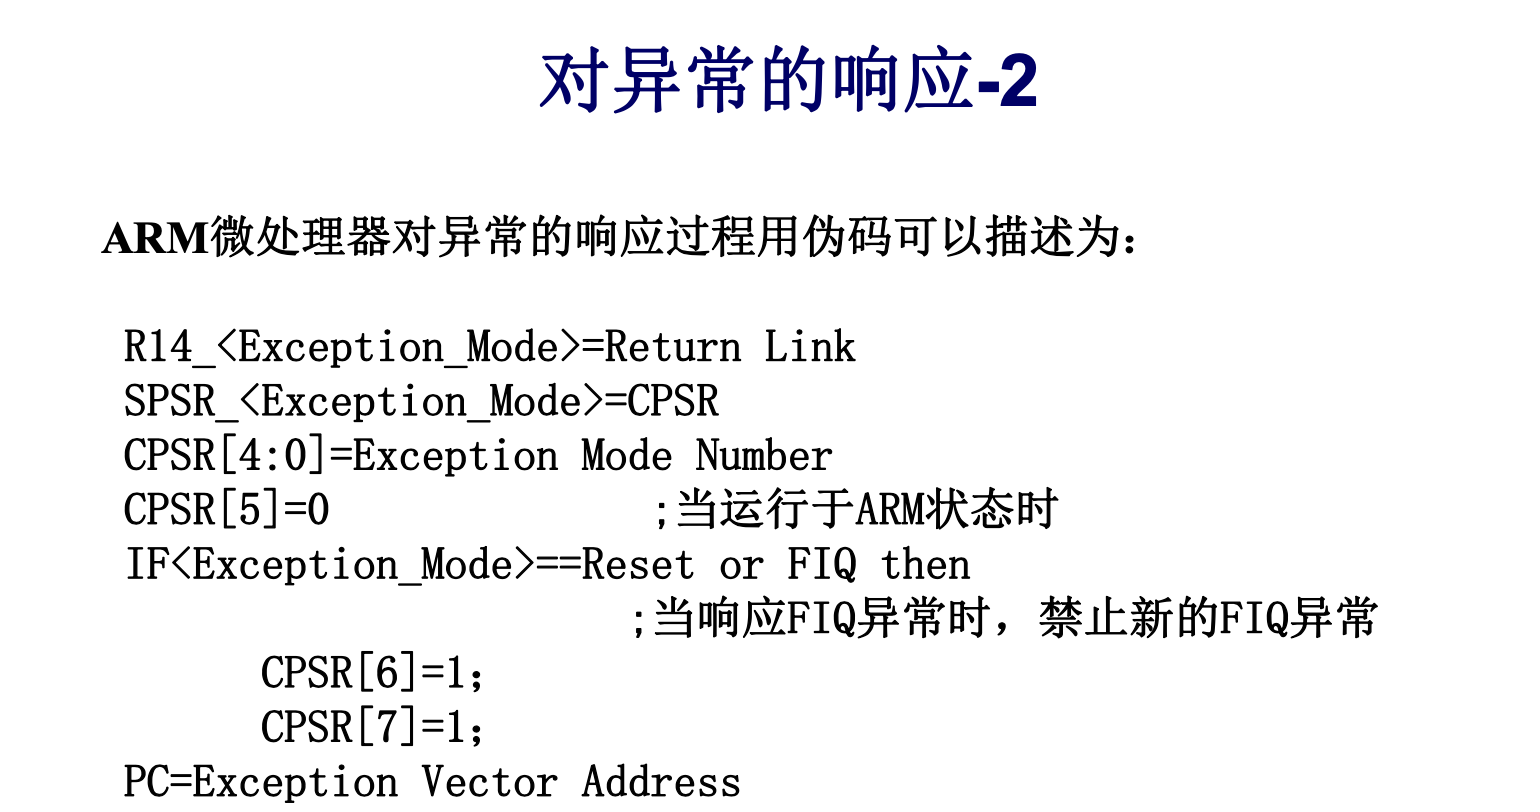 对异常的响应-2
ARM微处理器对异常的响应过程用伪码可以描述为：
R14_<Exception_Mode>=Return Link
SPSR_<Exception_Mode>=CPSR
CPSR[4:0]=Exception Mode Number
CPSR[5]=0 ;当运行于ARM状态时
IF<Exception_Mode>==Reset or FIQ then
;当响应FIQ异常时，禁止新的FIQ异常
CPSR[6]=1；
CPSR[7]=1；
PC=Exception Vector Address